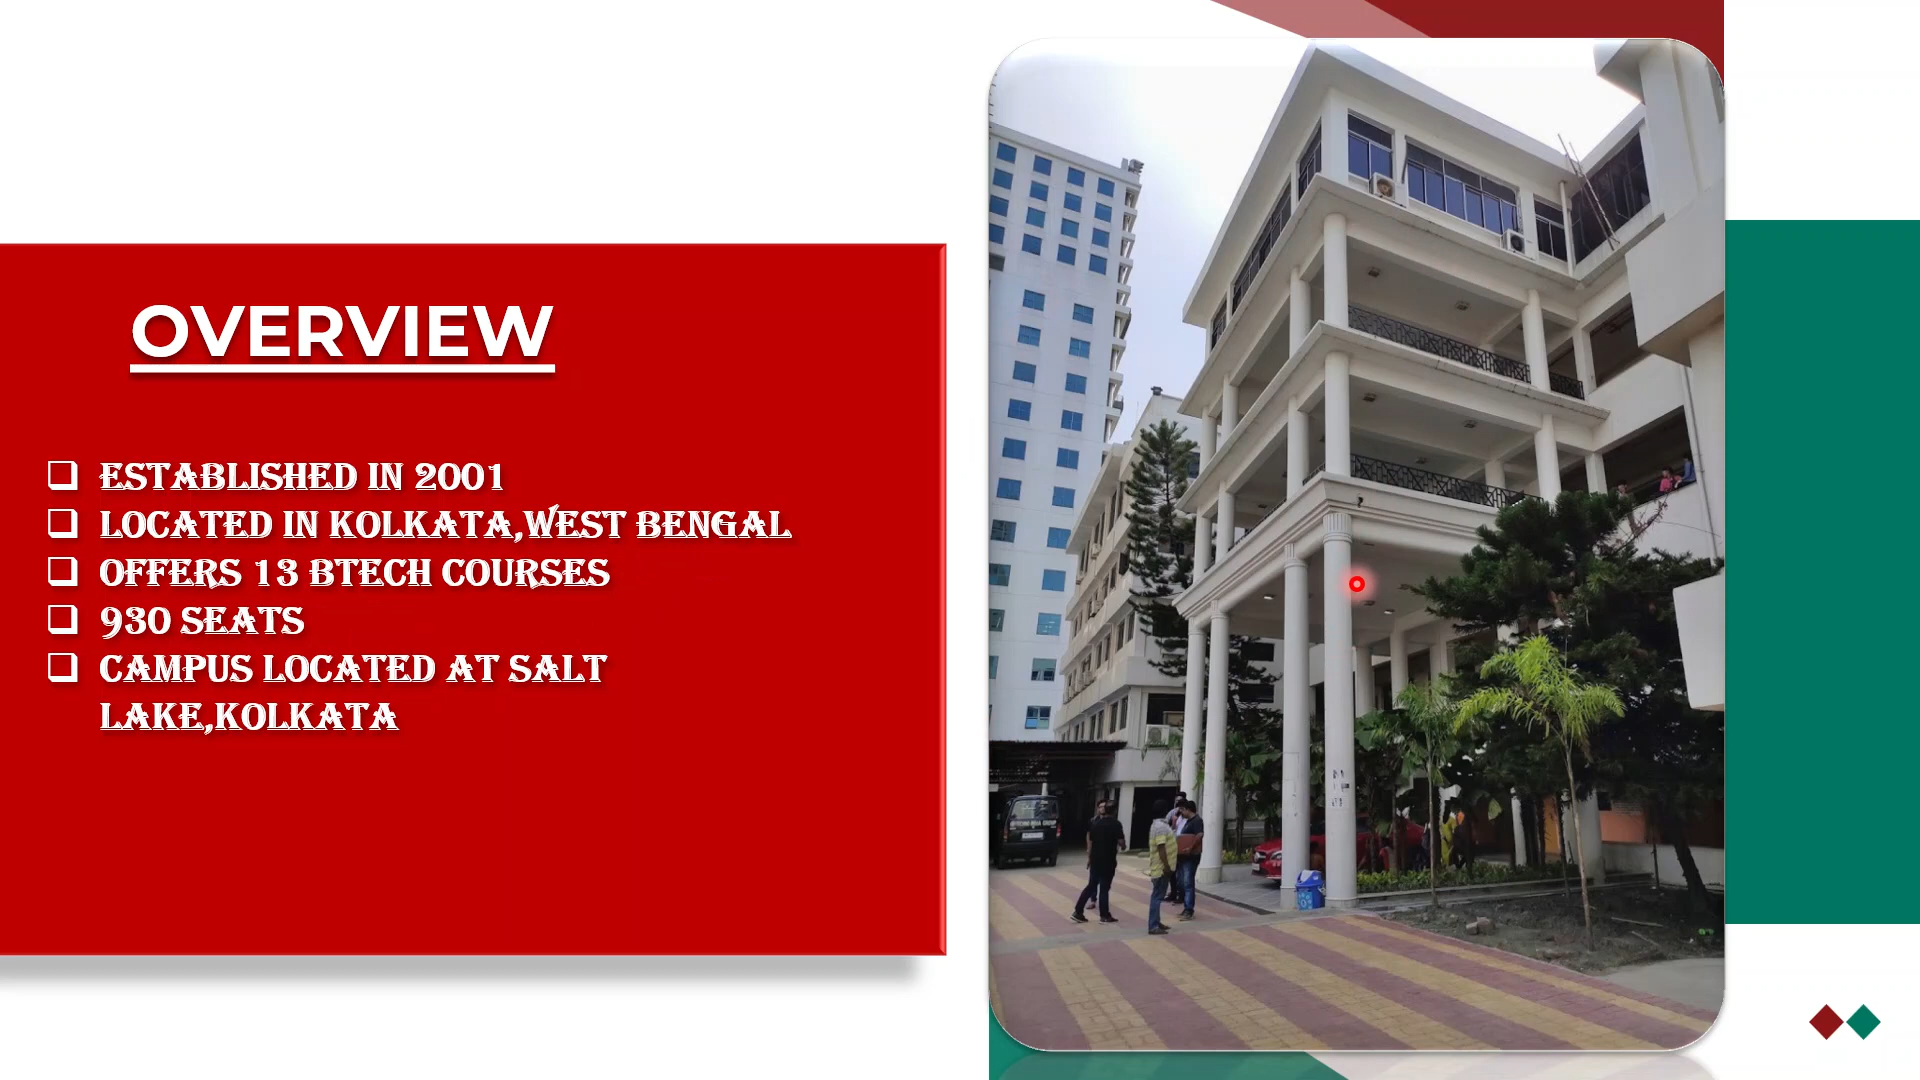 OVERVIEW
ESTABLISHED IN 2001
LOCATED IN KOLKATA,WEST BENGAL
OFFERS 13 BTECH COURSES
930 SEATS
CAMPUS LOCATED AT SALT
LAKE,KOLKATA